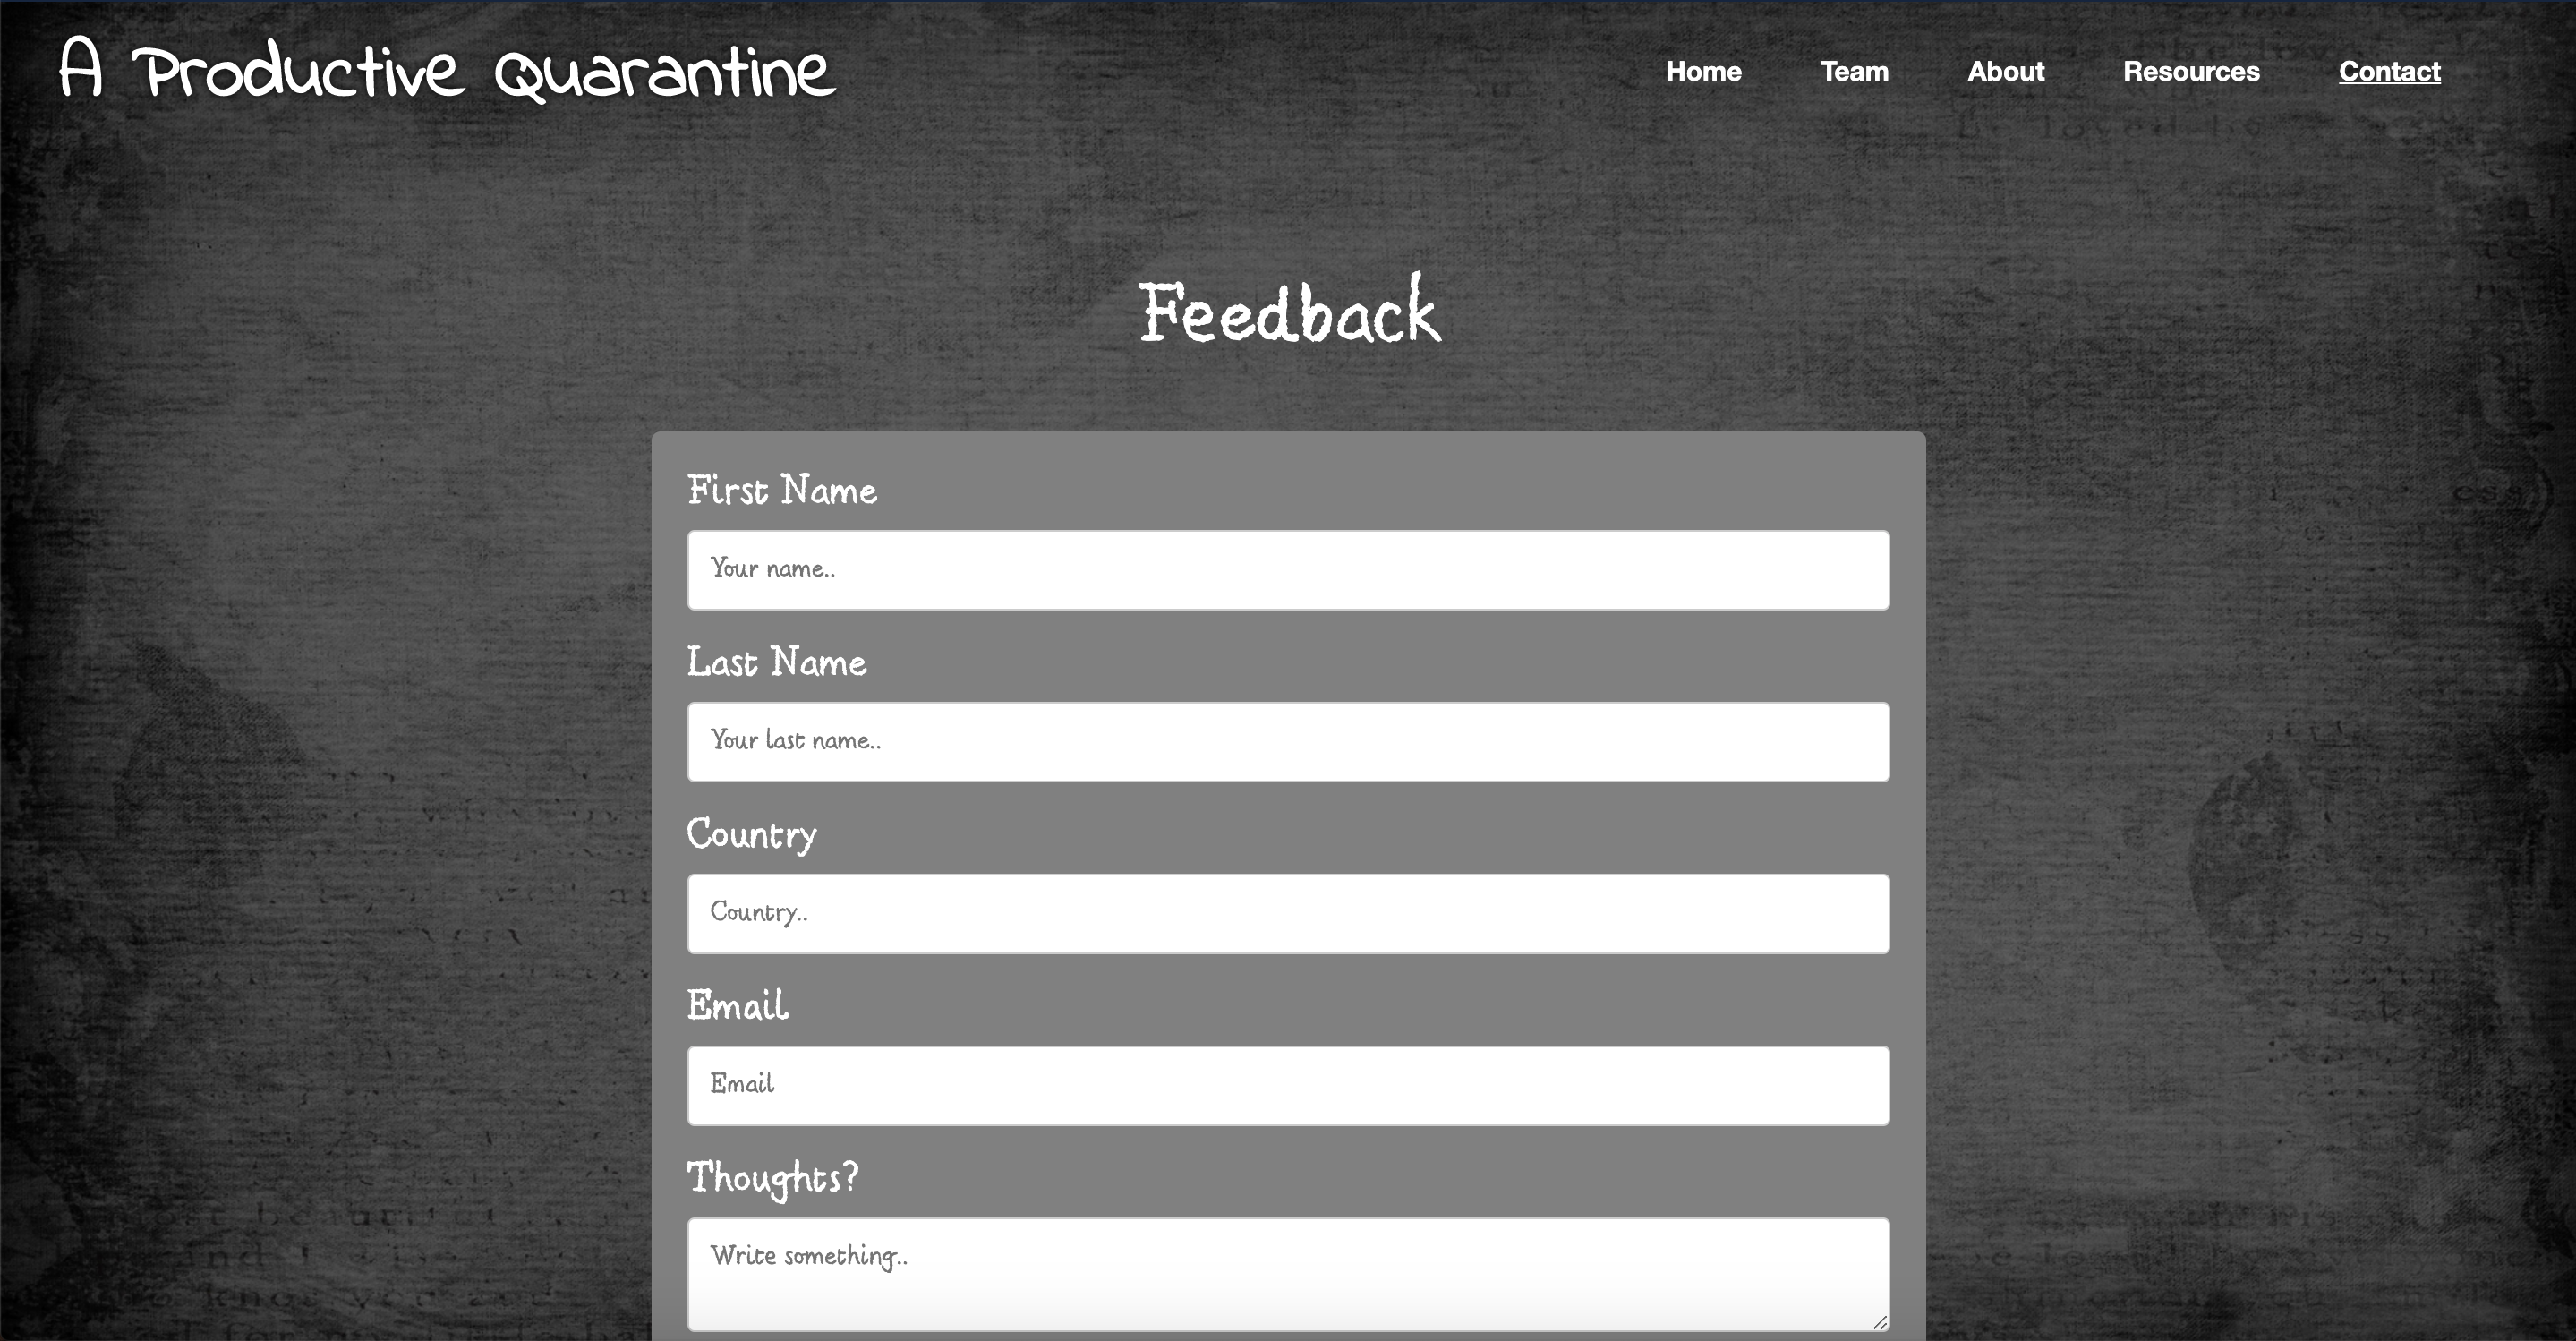 A Productive Quarantine
Home Team About Resources Contact
Feedback
First Name
Your name..
Last Name
Your last name..
Country
Country..
Email
Email
Thoughts?
Write something..